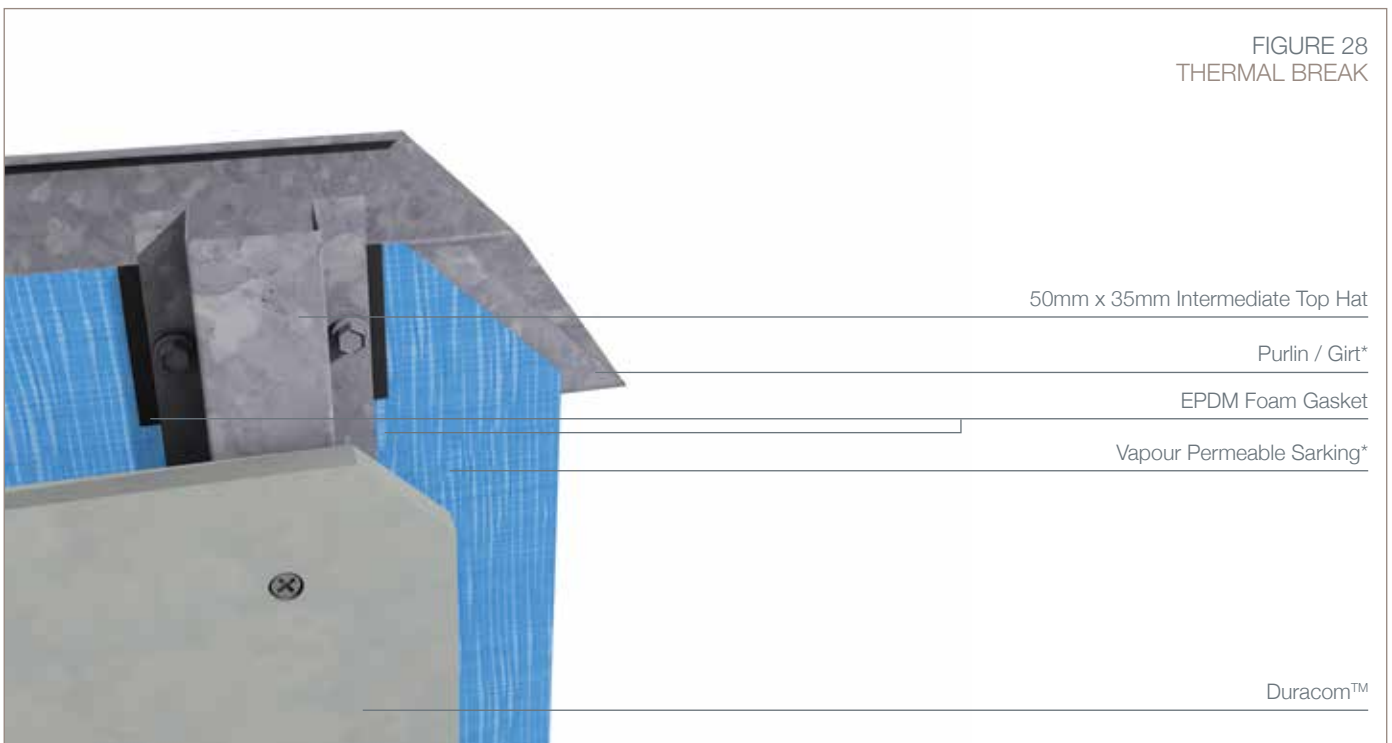 FIGURE 28
THERMAL BREAK
50mm x 35mm Intermediate Top Hat
Purlin / Girt*
EPDM Foam Gasket
Vapour Permeable Sarking*
Duracom™